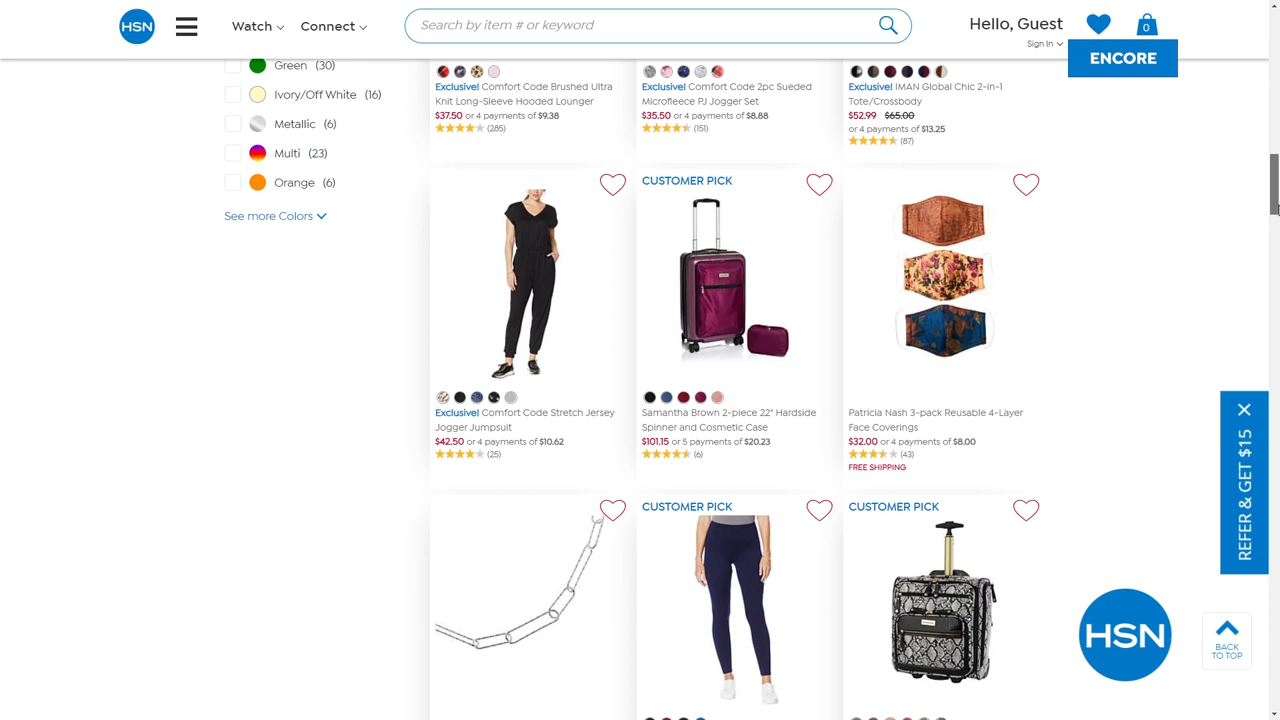 HSN
Watch
Connect
Search by item # or keyword
Hello, Guest
Sign In
0
ENCORE
Green (30)
Ivory/Off White (16)
Metallic (6)
Multi (23)
Orange (6)
See more Colors
Exclusive! Comfort Code Brushed Ultra
Knit Long-Sleeve Hooded Lounger
$37.50 or 4 payments of $9.38
(285)
Exclusive! Comfort Code 2pc Sueded
Microfleece PJ Jogger Set
$35.50 or 4 payments of $8.88
(151)
Exclusive! IMAN Global Chic 2-in-1
Tote/Crossbody
$52.99 $65.00
or 4 payments of $13.25
(87)
Exclusive! Comfort Code Stretch Jersey
Jogger Jumpsuit
$42.50 or 4 payments of $10.62
(25)
CUSTOMER PICK
Samantha Brown 2-piece 22" Hardside
Spinner and Cosmetic Case
$101.15 or 5 payments of $20.23
(6)
Patricia Nash 3-pack Reusable 4-Layer
Face Coverings
$32.00 or 4 payments of $8.00
(43)
FREE SHIPPING
CUSTOMER PICK
CUSTOMER PICK
REFER & GET $15
HSN
BACK
TO TOP